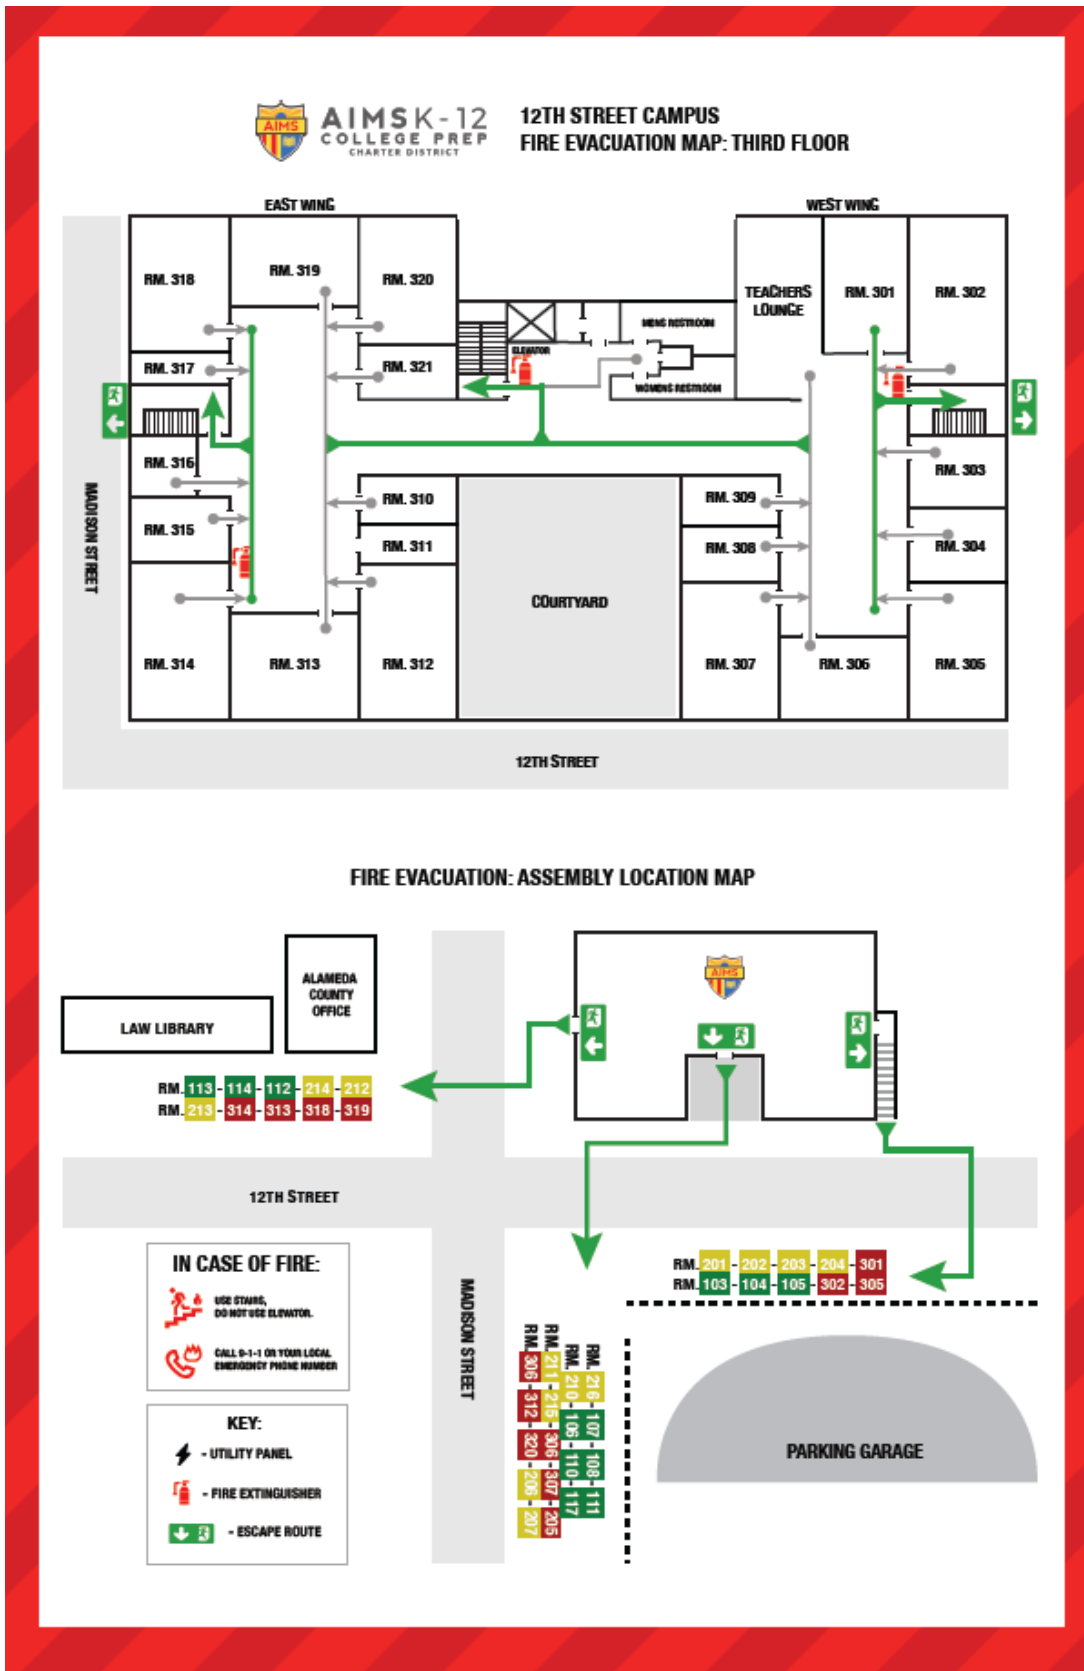 AIMS
AIMSK-12
COLLEGE PREP
CHARTER DISTRICT
12TH STREET CAMPUS
FIRE EVACUATION MAP: THIRD FLOOR
EAST WING
WEST WING
RM. 318
RM. 319
RM. 320
TEACHERS
LOUNGE
RM. 301
RM. 302
MENS RESTROOM
ELEVATOR
RM. 317
RM. 321
WOMENS RESTROOM
RM. 316
RM. 303
RM. 310
RM. 309
RM. 315
RM. 311
RM. 308
RM. 304
MADISON STREET
COURTYARD
RM. 314
RM. 313
RM. 312
RM. 307
RM. 306
RM. 305
12TH STREET
FIRE EVACUATION: ASSEMBLY LOCATION MAP
ALAMEDA
COUNTY
OFFICE
LAW LIBRARY
AIMS
RM. 113 - 114 - 112 - 214 - 212
RM. 213 - 314 - 313 - 318 - 319
12TH STREET
IN CASE OF FIRE:
USE STAIRS,
DO NOT USE ELEVATOR.
CALL 9-1-1 OR YOUR LOCAL
EMERGENCY PHONE NUMBER
MADISON STREET
RM. 201 - 202 - 203 - 204 - 301
RM. 103 - 104 - 105 - 302 - 305
RM. 216 - 107 - 108 - 111
RM. 210 - 106 - 110 - 117
RM. 211 - 215 - 306 - 307 - 205
RM. 306 - 312 - 320 - 206 - 207
PARKING GARAGE
KEY:
- UTILITY PANEL
- FIRE EXTINGUISHER
- ESCAPE ROUTE